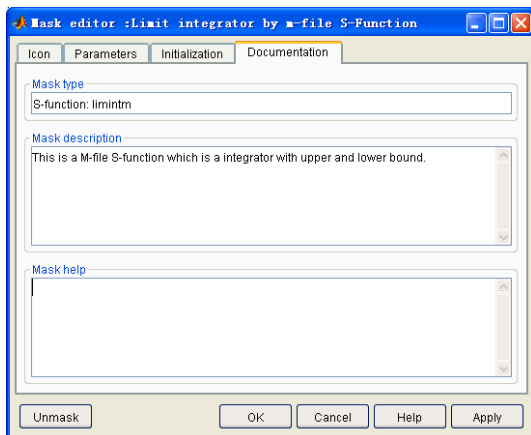 Mask editor :Limit integrator by m-file S-Function
Icon Parameters Initialization Documentation
Mask type
S-function: limintm
Mask description
This is a M-file S-function which is a integrator with upper and lower bound.
Mask help
Unmask OK Cancel Help Apply